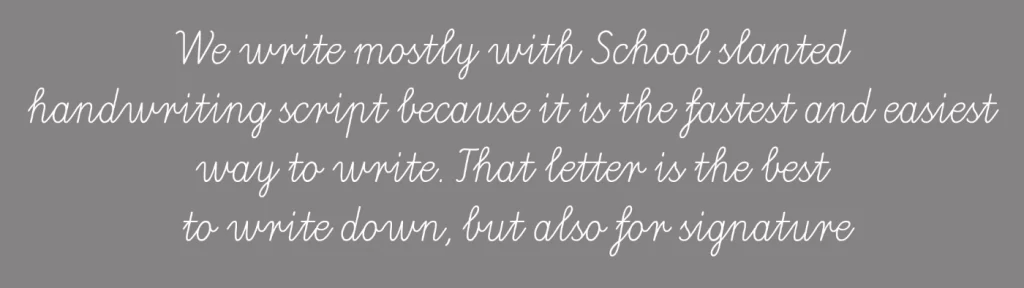 We write mostly with School slanted
handwriting script because it is the fastest and easiest
way to write. That letter is the best
to write down, but also for signature